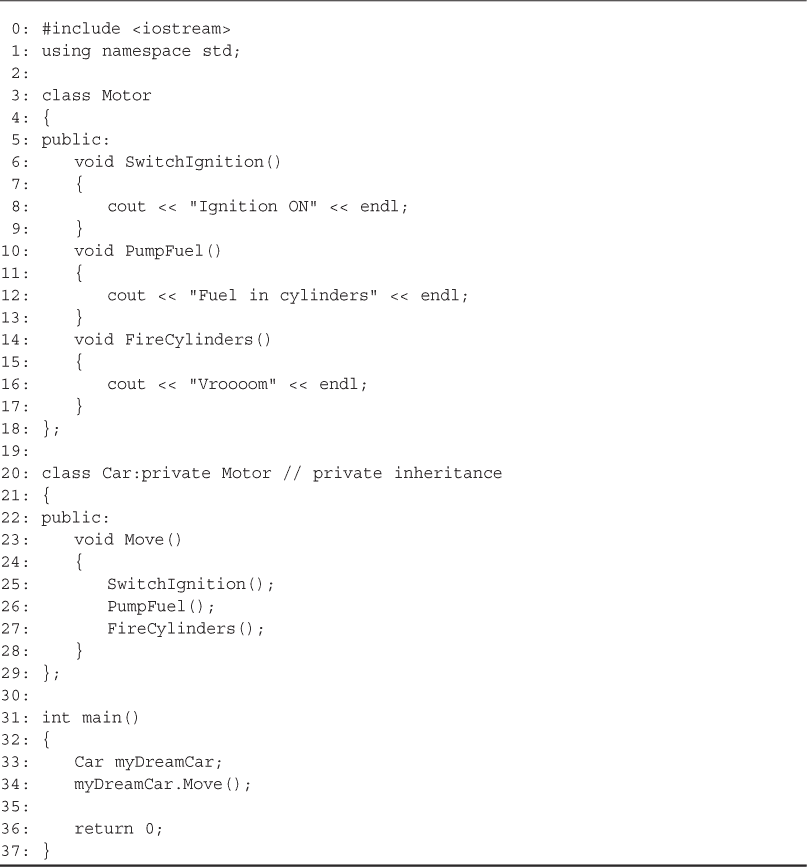 0: #include <iostream>
1: using namespace std;
2:
3: class Motor
4: {
5: public:
6:    void SwitchIgnition()
7:    {
8:       cout << "Ignition ON" << endl;
9:    }
10:    void PumpFuel()
11:    {
12:       cout << "Fuel in cylinders" << endl;
13:    }
14:    void FireCylinders()
15:    {
16:       cout << "Vroooom" << endl;
17:    }
18: };
19:
20: class Car:private Motor // private inheritance
21: {
22: public:
23:    void Move()
24:    {
25:       SwitchIgnition();
26:       PumpFuel();
27:       FireCylinders();
28:    }
29: };
30:
31: int main()
32: {
33:    Car myDreamCar;
34:    myDreamCar.Move();
35:
36:    return 0;
37: }